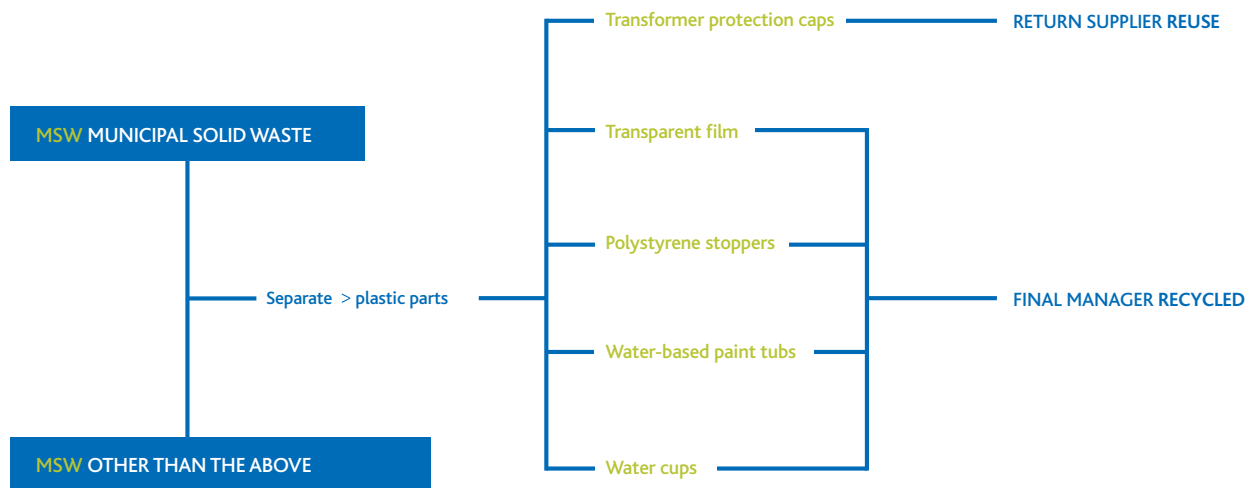 Transformer protection caps
RETURN SUPPLIER REUSE
MSW MUNICIPAL SOLID WASTE
Transparent film
Polystyrene stoppers
Separate > plastic parts
FINAL MANAGER RECYCLED
Water-based paint tubs
MSW OTHER THAN THE ABOVE
Water cups